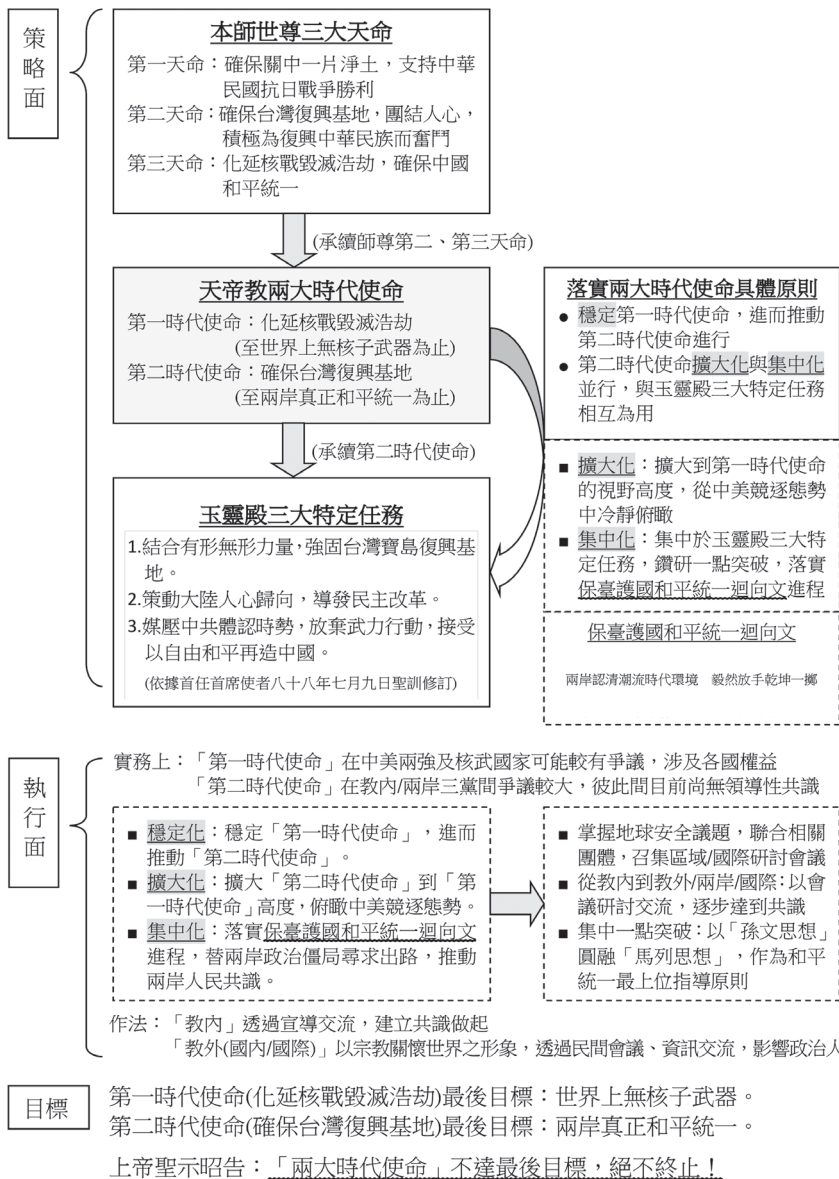 策略面
本師世尊三大天命
第一天命：確保關中一片淨土，支持中華
民國抗日戰爭勝利
第二天命：確保台灣復興基地，團結人心，
積極為復興中華民族而奮鬥
第三天命：化延核戰毀滅浩劫，確保中國
和平統一
(承續師尊第二、第三天命)
天帝教兩大時代使命
第一時代使命：化延核戰毀滅浩劫
(至世界上無核子武器為止)
第二時代使命：確保台灣復興基地
(至兩岸真正和平統一為止)
(承續第二時代使命)
玉靈殿三大特定任務
1.結合有形無形力量，強固台灣寶島復興基
地。
2.策動大陸人心歸向，導發民主改革。
3.媒壓中共體認時勢，放棄武力行動，接受
以自由和平再造中國。
(依據首任首席使者八十八年七月九日聖訓修訂)
落實兩大時代使命具體原則
● 穩定第一時代使命，進而推動
第二時代使命進行
● 第二時代使命擴大化與集中化
並行，與玉靈殿三大特定任務
相互為用
■ 擴大化：擴大到第一時代使命
的視野高度，從中美競逐態勢
中冷靜俯瞰
■ 集中化：集中於玉靈殿三大特
定任務，鑽研一點突破，落實
保臺護國和平統一迴向文進程
保臺護國和平統一迴向文
兩岸認清潮流時代環境　毅然放手乾坤一擲
執行面
實務上：「第一時代使命」在中美兩強及核武國家可能較有爭議，涉及各國權益
「第二時代使命」在教內/兩岸三黨間爭議較大，彼此間目前尚無領導性共識
■ 穩定化：穩定「第一時代使命」，進而
推動「第二時代使命」。
■ 擴大化：擴大「第二時代使命」到「第
一時代使命」高度，俯瞰中美競逐態勢。
■ 集中化：落實保臺護國和平統一迴向文
進程，替兩岸政治僵局尋求出路，推動
兩岸人民共識。
■ 掌握地球安全議題，聯合相關
團體，召集區域/國際研討會議
■ 從教內到教外/兩岸/國際：以會
議研討交流，逐步達到共識
■ 集中一點突破：以「孫文思想」
圓融「馬列思想」，作為和平
統一最上位指導原則
作法：「教內」透過宣導交流，建立共識做起
「教外(國內/國際)」以宗教關懷世界之形象，透過民間會議、資訊交流，影響政治人
目標
第一時代使命(化延核戰毀滅浩劫)最後目標：世界上無核子武器。
第二時代使命(確保台灣復興基地)最後目標：兩岸真正和平統一。
上帝聖示昭告：「兩大時代使命」不達最後目標，絕不終止！